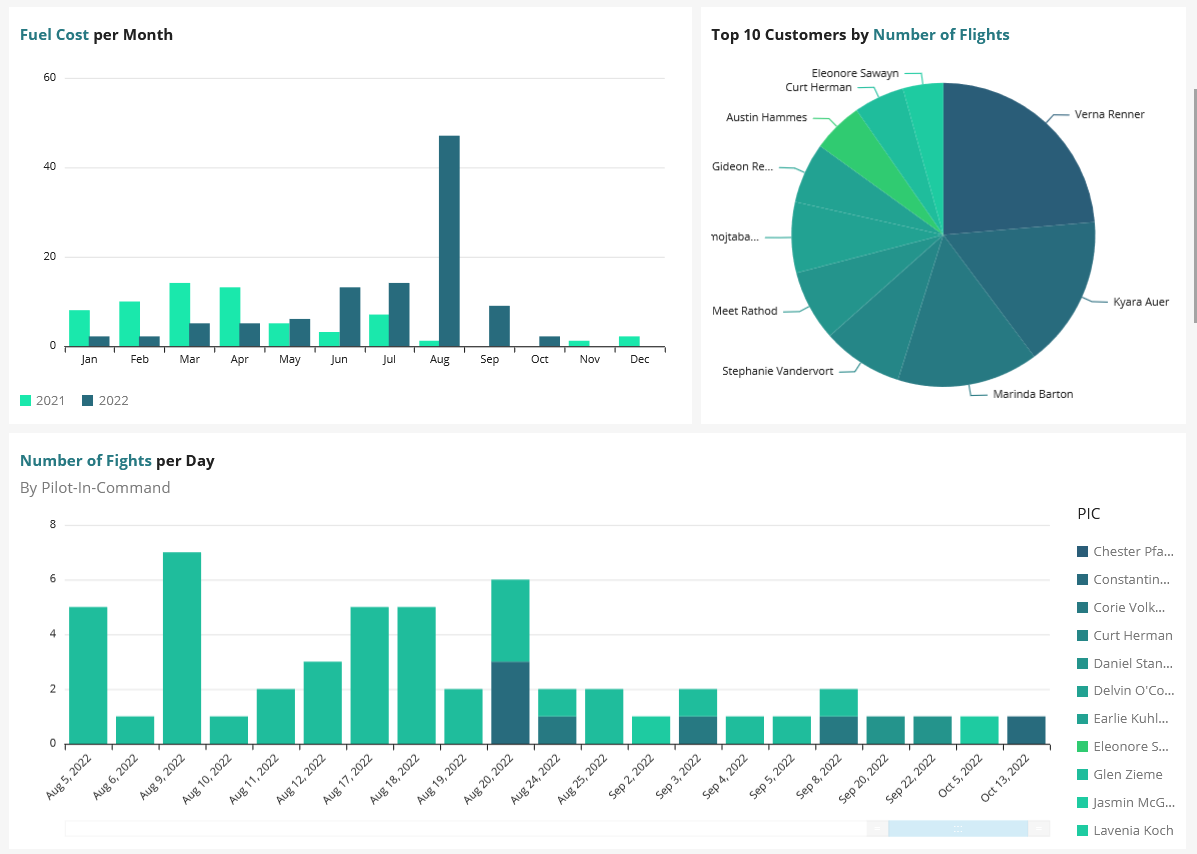 Fuel Cost per Month
60
40
20
0
Jan Feb Mar Apr May Jun Jul Aug Sep Oct Nov Dec
2021 2022
Top 10 Customers by Number of Flights
Eleonore Sawayn
Curt Herman
Austin Hammes
Gideon Re...
mojtaba...
Meet Rathod
Stephanie Vandervort
Verna Renner
Kyara Auer
Marinda Barton
Number of Fights per Day
By Pilot-In-Command
8
6
4
2
0
Aug 5, 2022
Aug 6, 2022
Aug 9, 2022
Aug 10, 2022
Aug 11, 2022
Aug 12, 2022
Aug 17, 2022
Aug 18, 2022
Aug 19, 2022
Aug 20, 2022
Aug 24, 2022
Aug 25, 2022
Sep 2, 2022
Sep 3, 2022
Sep 4, 2022
Sep 5, 2022
Sep 8, 2022
Sep 20, 2022
Sep 22, 2022
Oct 5, 2022
Oct 13, 2022
PIC
Chester Pfa...
Constantin...
Corie Volk...
Curt Herman
Daniel Stan...
Delvin O'Co...
Earlie Kuhl...
Eleonore S...
Glen Zieme
Jasmin McG...
Lavenia Koch